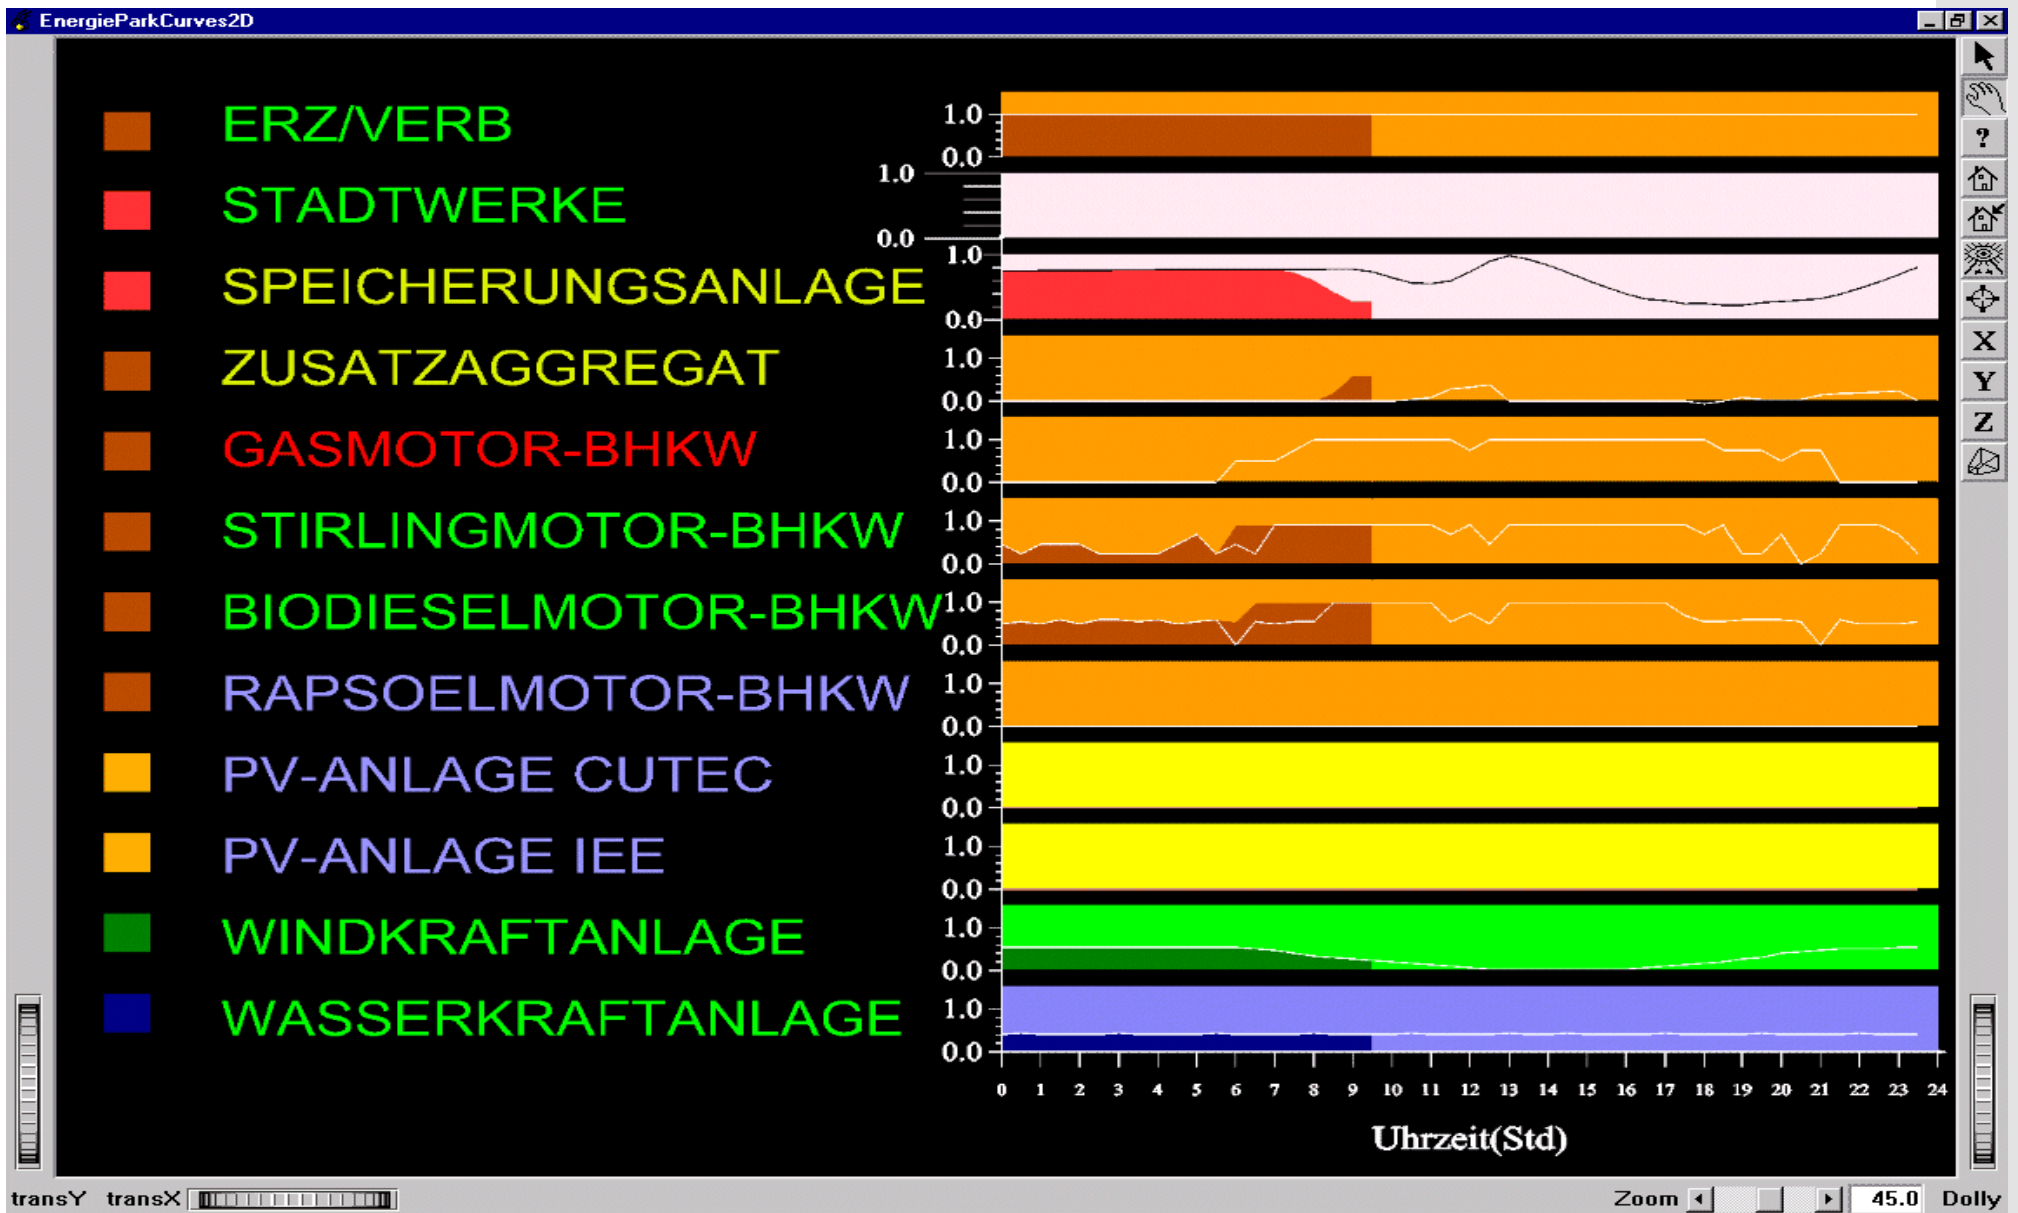 EnergieParkCurves2D
ERZ/VERB
1.0
0.0
STADTWERKE
1.0
0.0
SPEICHERUNGSANLAGE
1.0
0.0
ZUSATZAGGREGAT
1.0
0.0
GASMOTOR-BHKW
1.0
0.0
STIRLINGMOTOR-BHKW
1.0
0.0
BIODIESELMOTOR-BHKW
1.0
0.0
RAPSOELMOTOR-BHKW
1.0
0.0
PV-ANLAGE CUTEC
1.0
0.0
PV-ANLAGE IEE
1.0
0.0
WINDKRAFTANLAGE
1.0
0.0
WASSERKRAFTANLAGE
1.0
0.0
0 1 2 3 4 5 6 7 8 9 10 11 12 13 14 15 16 17 18 19 20 21 22 23 24
Uhrzeit(Std)
?
X
Y
Z
transY transX Zoom 45.0 Dolly